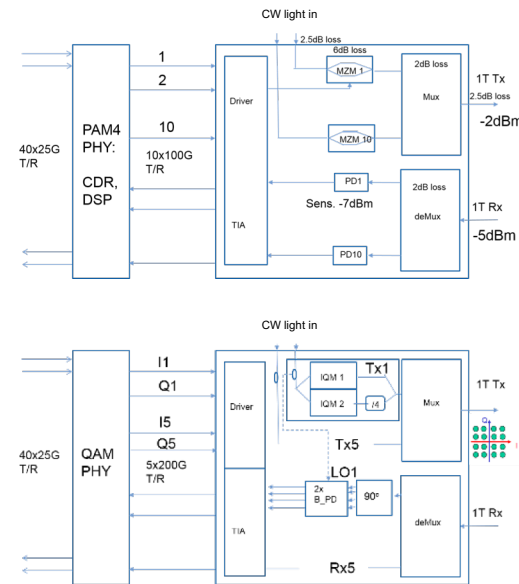 CW light in
2.5dB loss
6dB loss
1
MZM 1
2dB loss
1T Tx
2
Driver
Mux
2.5dB loss
-2dBm
PAM4
PHY:
CDR,
DSP
10
MZM 10
40x25G
T/R
10x100G
T/R
2dB loss
PD1
1T Rx
Sens. -7dBm
TIA
deMux
-5dBm
PD10
CW light in
I1
IQM 1
Tx1
Q1
Driver
IQM 2
/4
Mux
1T Tx
I5
Q
I
Q5
Tx5
40x25G
T/R
QAM
PHY
5x200G
T/R
LO1
2x
B_PD
90°
1T Rx
TIA
deMux
Rx5